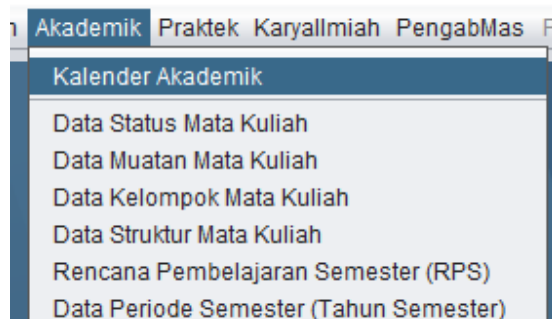 Akademik Praktek KaryaIlmiah PengabMas
Kalender Akademik
Data Status Mata Kuliah
Data Muatan Mata Kuliah
Data Kelompok Mata Kuliah
Data Struktur Mata Kuliah
Rencana Pembelajaran Semester (RPS)
Data Periode Semester (Tahun Semester)